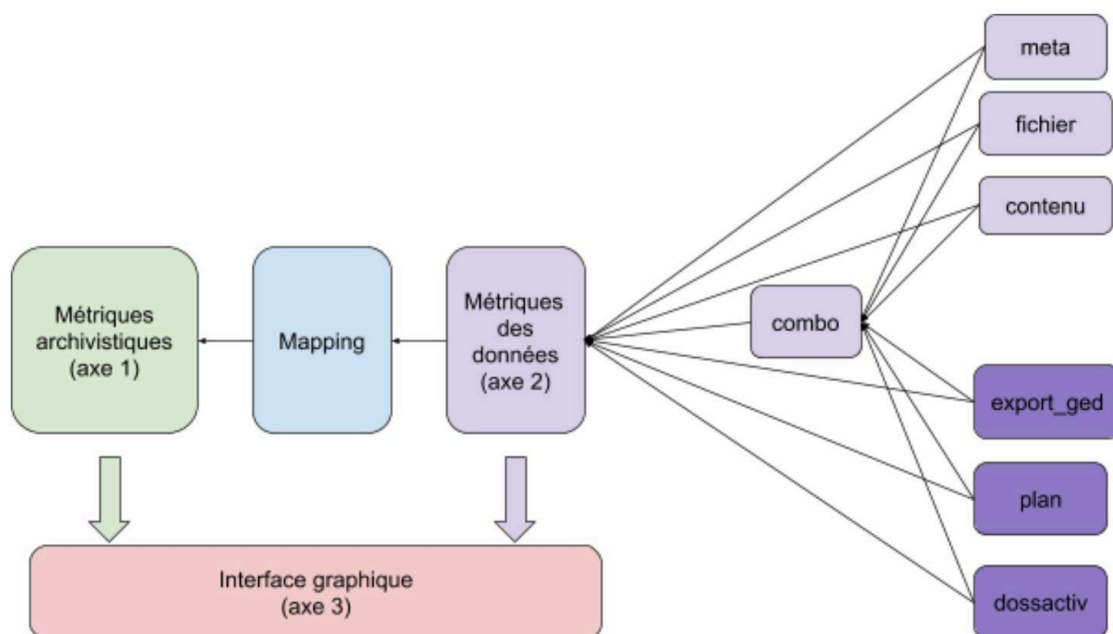 meta
fichier
contenu
Métriques
archivistiques
(axe 1)
Mapping
Métriques
des
données
(axe 2)
combo
export_ged
plan
dossactiv
Interface graphique
(axe 3)